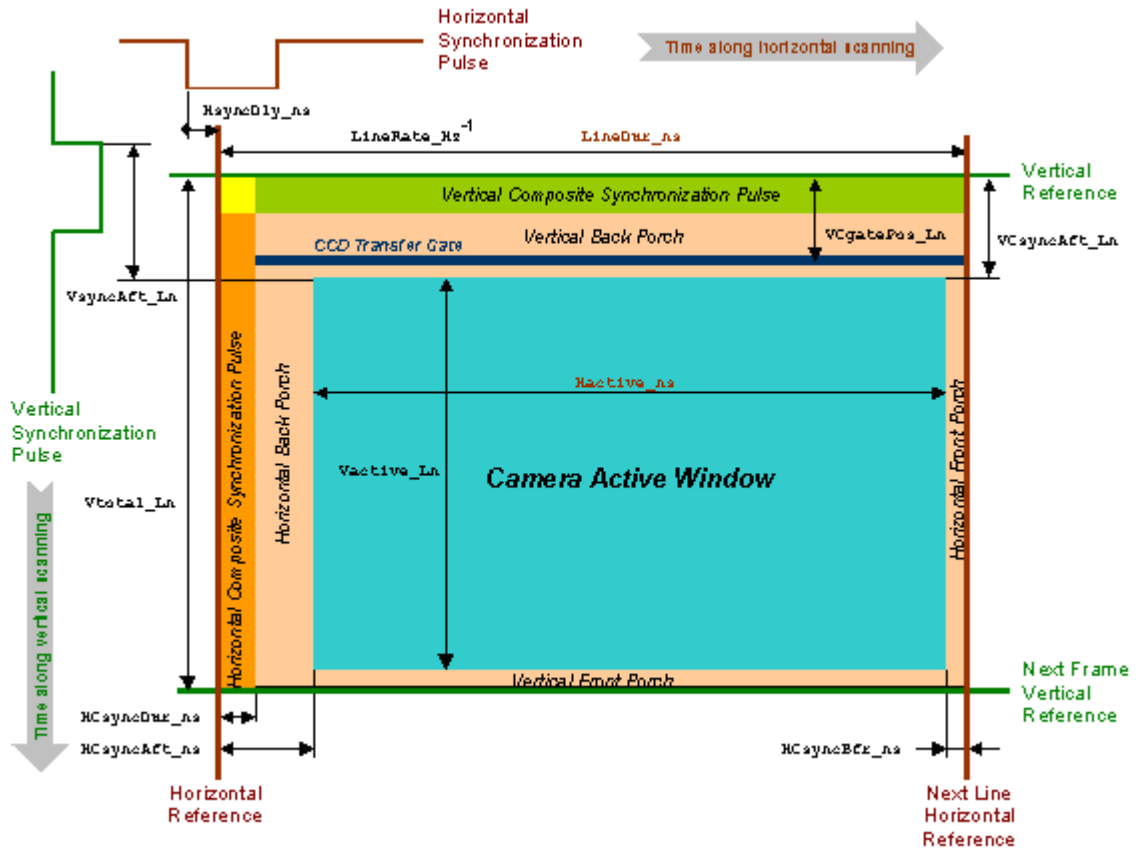 Horizontal
Synchronization
Pulse
Time along horizontal scanning
HsyncDly_ns
LineRate_Hz-1
LineDur_ns
Vertical
Reference
Vertical Composite Synchronization Pulse
Vertical Back Porch
VCgatePos_Ln
VCsyncAft_Ln
CCD Transfer Gate
VsyncAft_Ln
Hactive_ns
Vertical
Synchronization
Pulse
Horizontal Composite Synchronization Pulse
Horizontal Back Porch
Horizontal Front Porch
Vactive_Ln
Camera Active Window
Vtotal_Ln
Time along vertical scanning
Vertical Front Porch
Next Frame
Vertical
Reference
HCsyncDur_ns
HCsyncAft_ns
HCsyncBfr_ns
Horizontal
Reference
Next Line
Horizontal
Reference